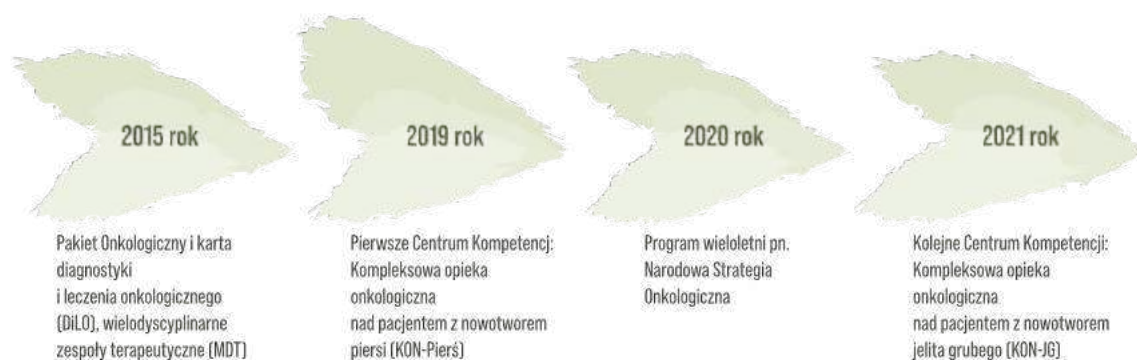 2015 rok
Pakiet Onkologiczny i karta
diagnostyki
i leczenia onkologicznego
(DiLO), wielodyscyplinarne
zespoły terapeutyczne (MDT)
2019 rok
Pierwsze Centrum Kompetencj:
Kompleksowa opieka
onkologiczna
nad pacjentem z nowotworem
piersi (KON-Pierś)
2020 rok
Program wieloletni pn.
Narodowa Strategia
Onkologiczna
2021 rok
Kolejne Centrum Kompetencji:
Kompleksowa opieka
onkologiczna
nad pacjentem z nowotworem
jelita grubego (KON-JG)